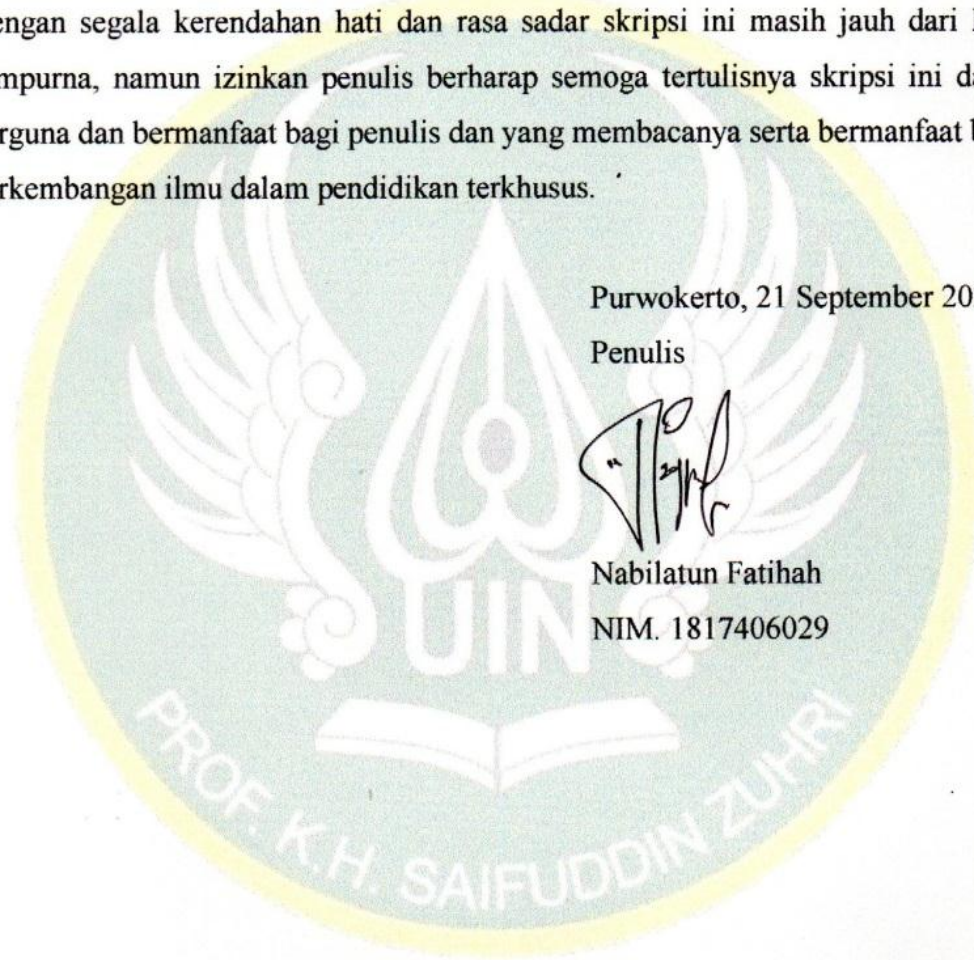 engan segala kerendahan hati dan rasa sadar skripsi ini masih jauh dari
mpurna, namun izinkan penulis berharap semoga tertulisnya skripsi ini da
rguna dan bermanfaat bagi penulis dan yang membacanya serta bermanfaat
rkembangan ilmu dalam pendidikan terkhusus.
Purwokerto, 21 September 20
Penulis
Nabilatun Fatihah
NIM. 1817406029
UIN
PROF. K.H. SAIFUDDIN ZUHRI